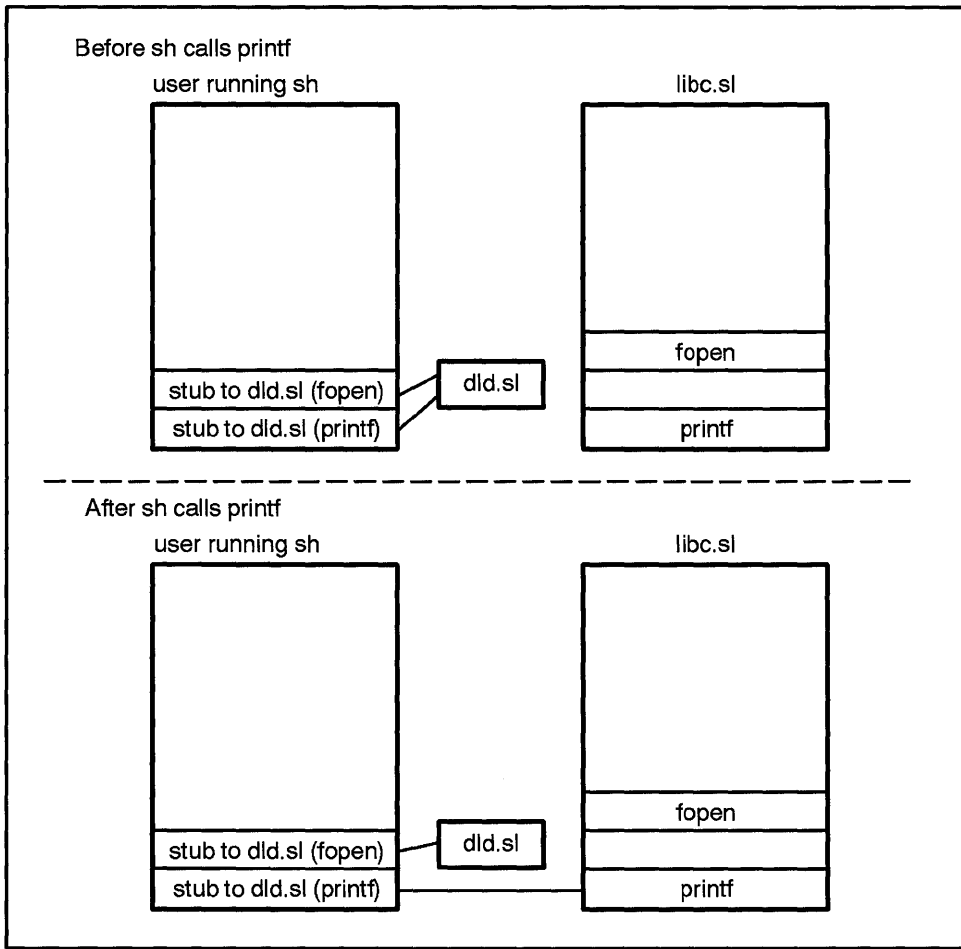 Before sh calls printf
user running sh
libc.sl
fopen
stub to dld.sl (fopen)
dld.sl
stub to dld.sl (printf)
printf
After sh calls printf
user running sh
libc.sl
fopen
stub to dld.sl (fopen)
dld.sl
stub to dld.sl (printf)
printf